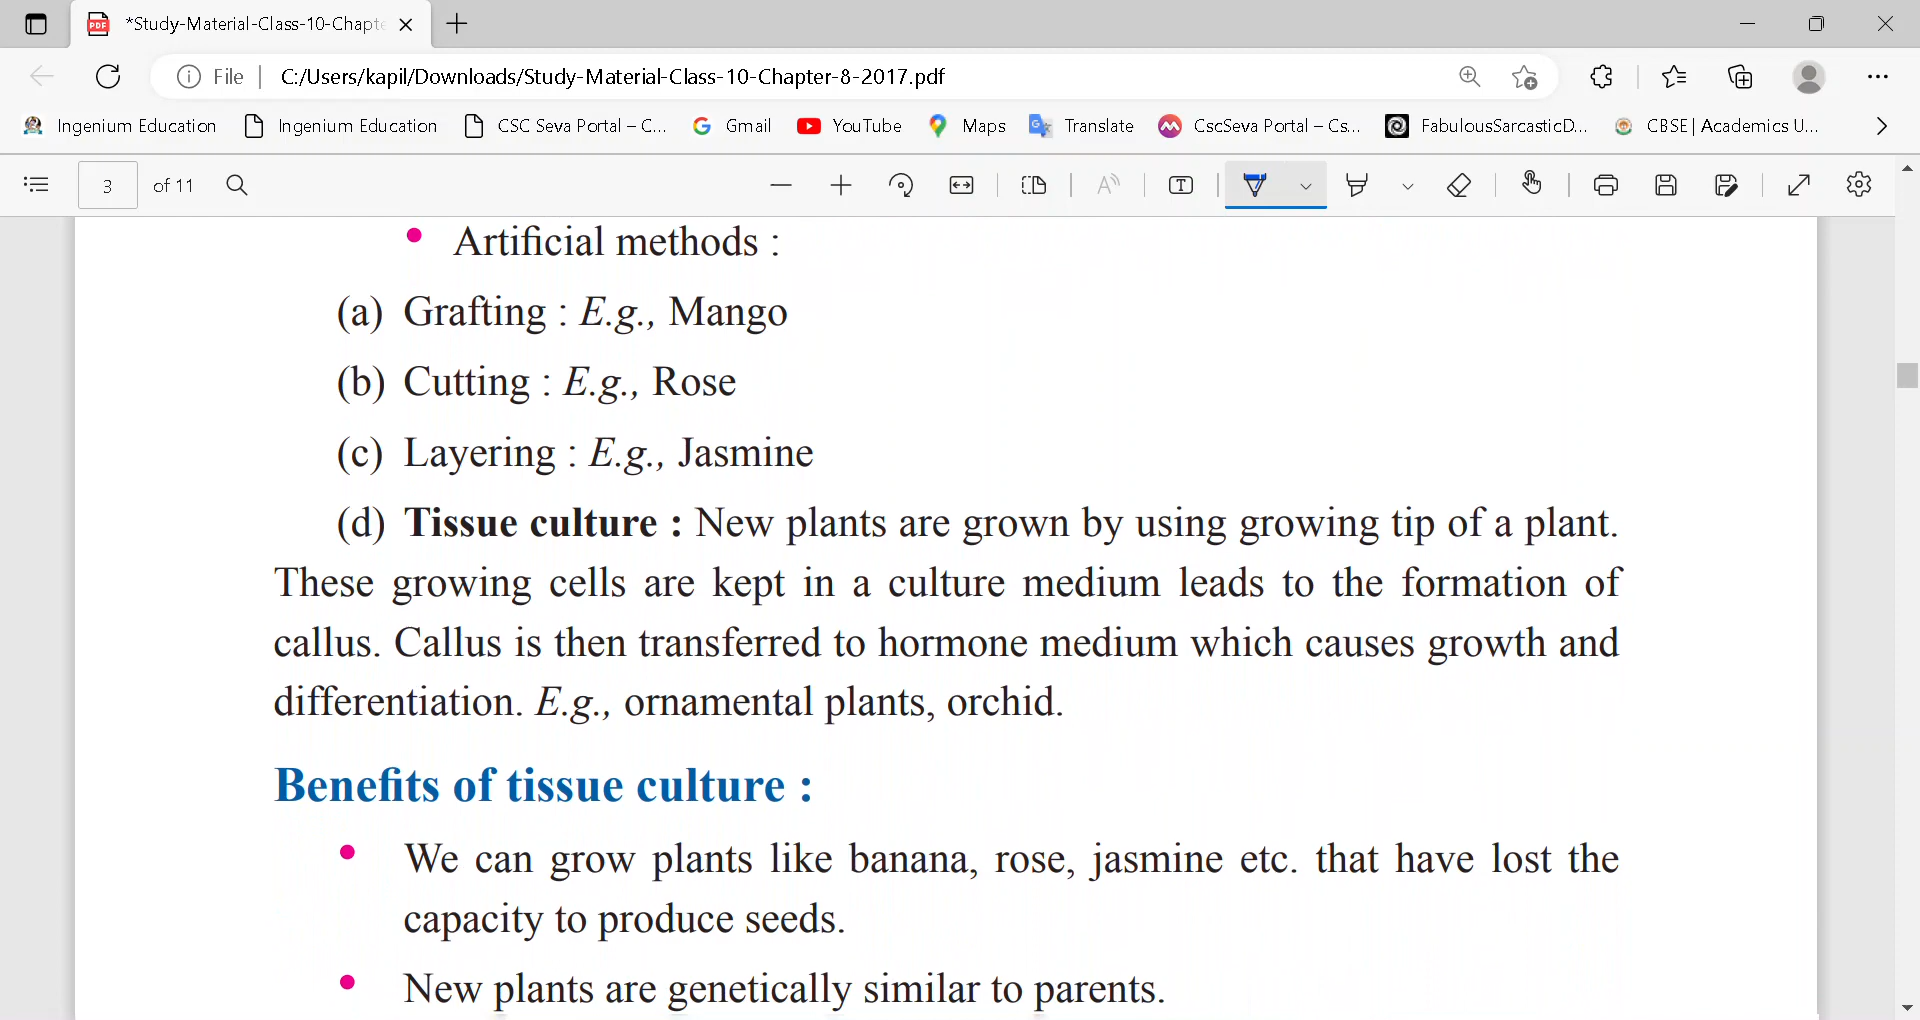 *Study-Material-Class-10-Chapte
File
C:/Users/kapil/Downloads/Study-Material-Class-10-Chapter-8-2017.pdf
Ingenium Education
Ingenium Education
CSC Seva Portal – C...
Gmail
YouTube
Maps
Translate
CscSeva Portal – Cs...
FabulousSarcasticD...
CBSE | Academics U...
3 of 11
• Artificial methods :
(a) Grafting : E.g., Mango
(b) Cutting : E.g., Rose
(c) Layering : E.g., Jasmine
(d) Tissue culture : New plants are grown by using growing tip of a plant.
These growing cells are kept in a culture medium leads to the formation of
callus. Callus is then transferred to hormone medium which causes growth and
differentiation. E.g., ornamental plants, orchid.
Benefits of tissue culture :
• We can grow plants like banana, rose, jasmine etc. that have lost the
capacity to produce seeds.
• New plants are genetically similar to parents.